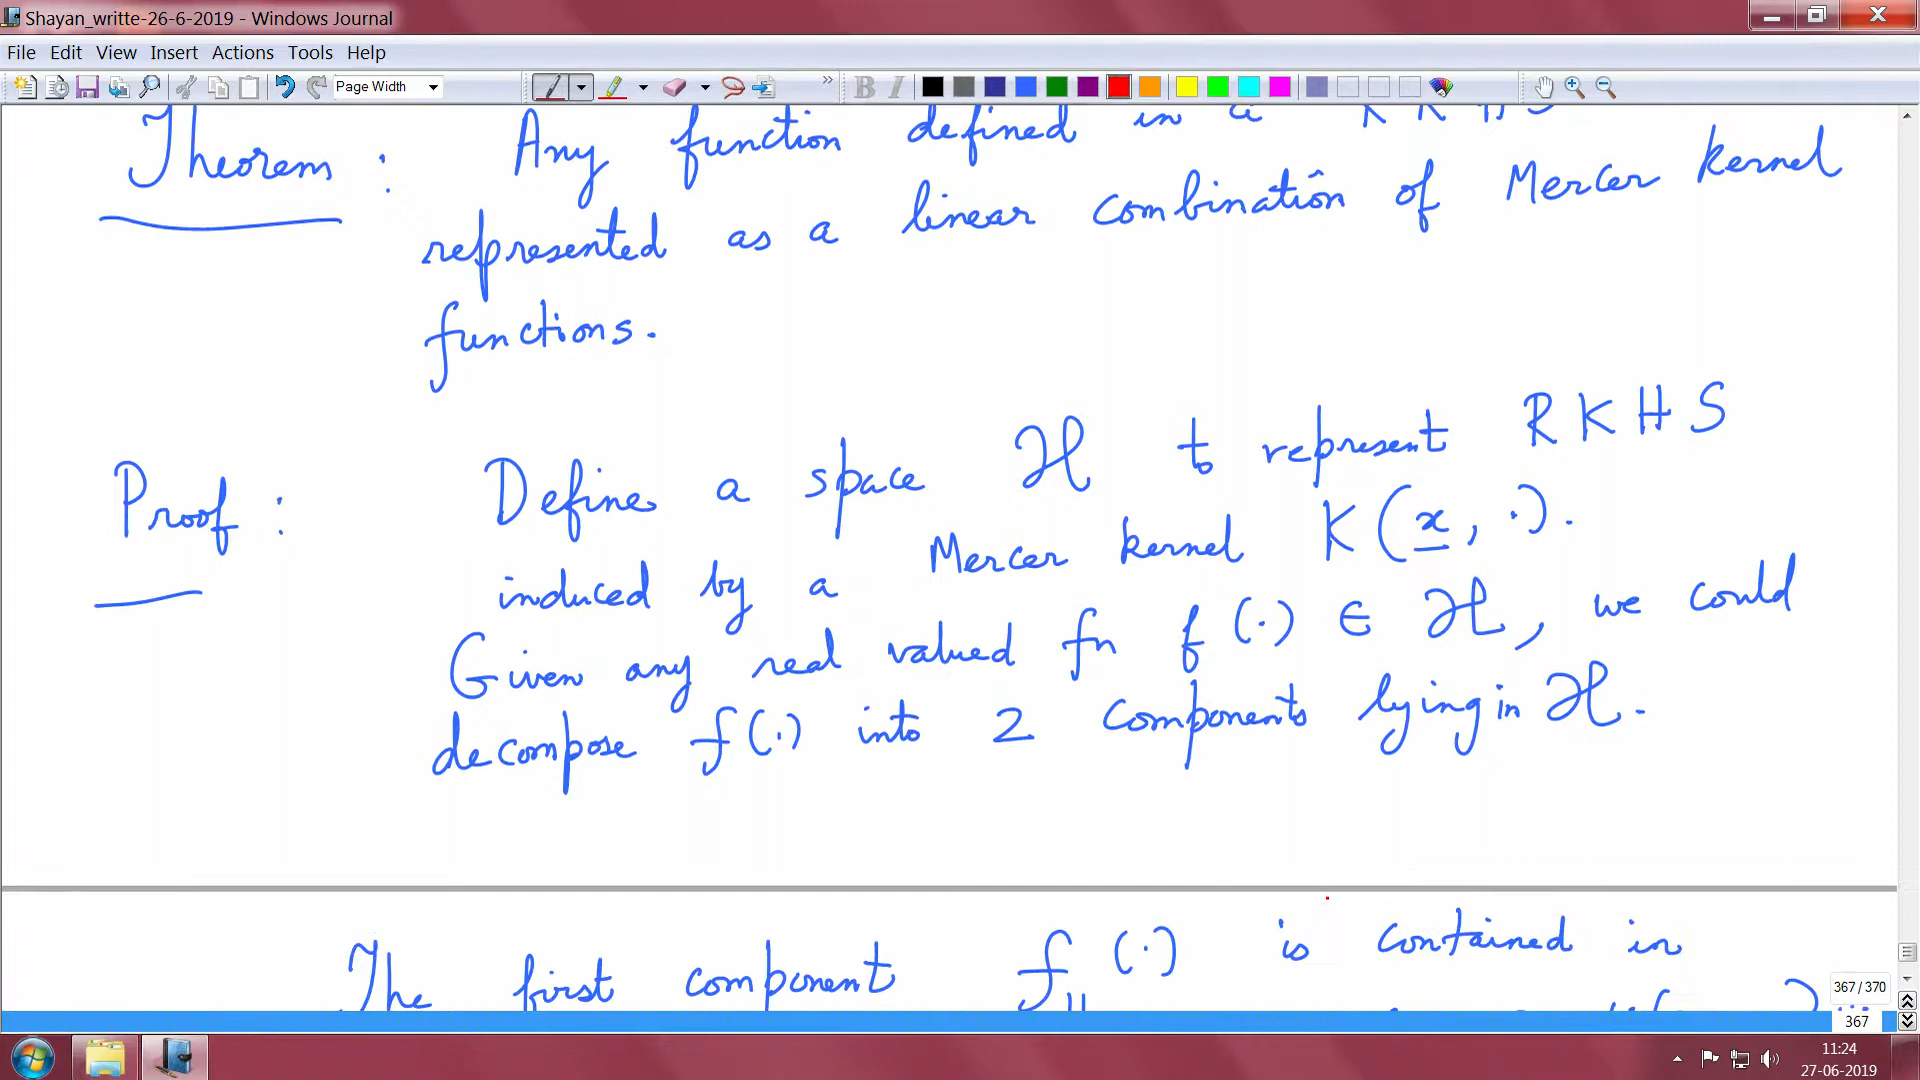 Shayan_writte-26-6-2019 - Windows Journal
File Edit View Insert Actions Tools Help
Page Width
B I
Theorem : Any function defined in a RKHS
represented as a linear combination of Mercer kernel
functions.
Proof : Define a space ℋ to represent RKHS
induced by a Mercer kernel K(x, ·).
Given any real valued fn f(·) ∈ ℋ, we could
decompose f(·) into 2 components lying in ℋ.
The first component f||(·) is contained in
367 / 370
367
11:24
27-06-2019